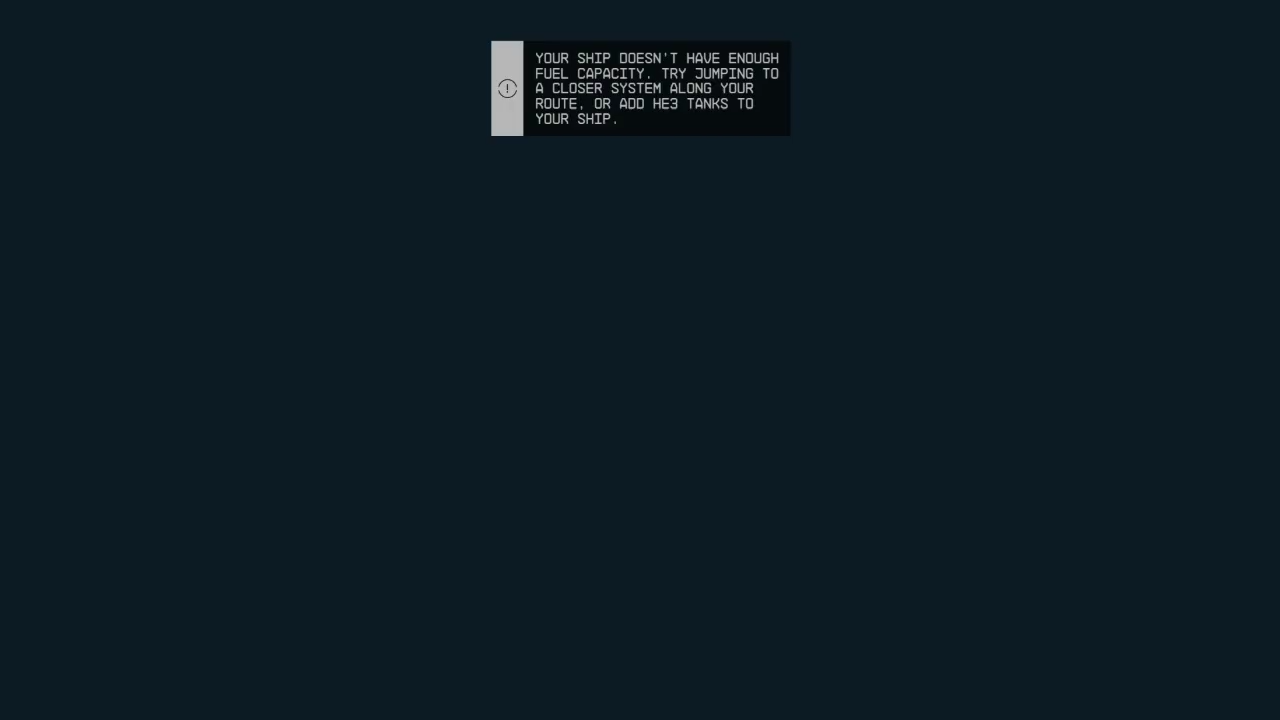 YOUR SHIP DOESN'T HAVE ENOUGH
FUEL CAPACITY. TRY JUMPING TO
A CLOSER SYSTEM ALONG YOUR
ROUTE, OR ADD HE3 TANKS TO
YOUR SHIP.